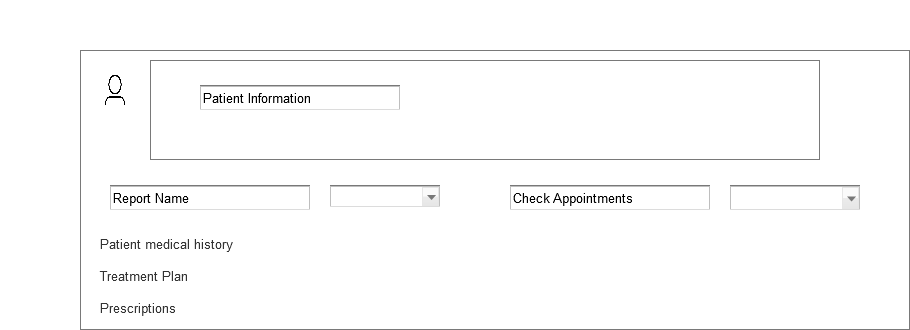 Patient Information
Report Name
Check Appointments
Patient medical history
Treatment Plan
Prescriptions